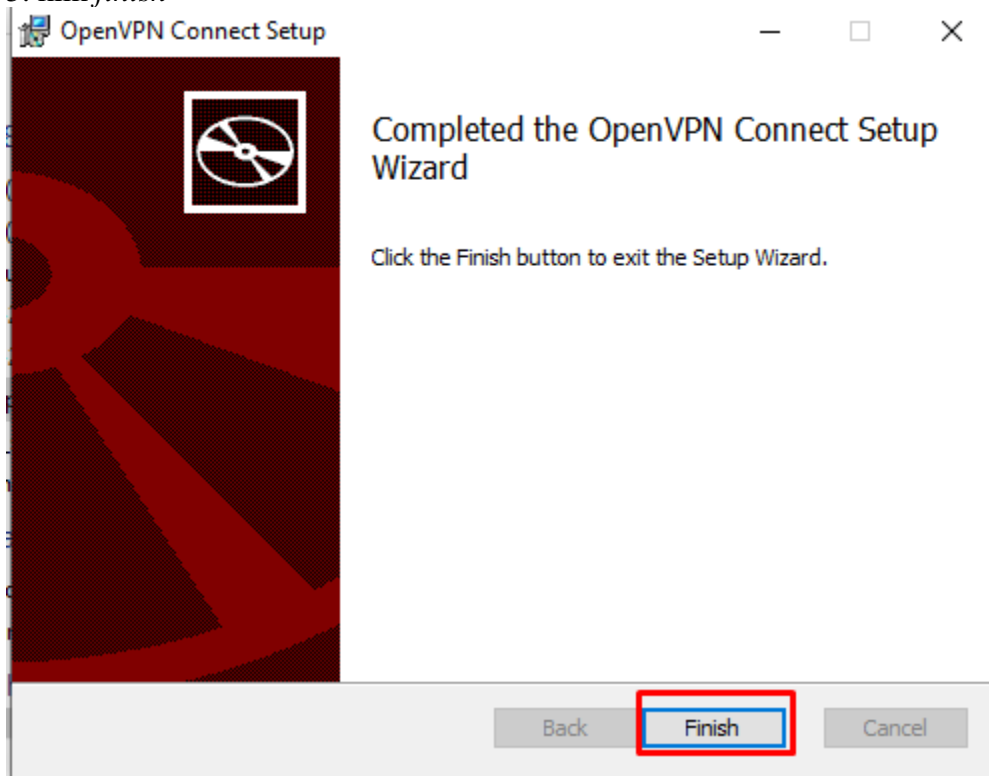 OpenVPN Connect Setup
Completed the OpenVPN Connect Setup
Wizard
Click the Finish button to exit the Setup Wizard.
Back
Finish
Cancel